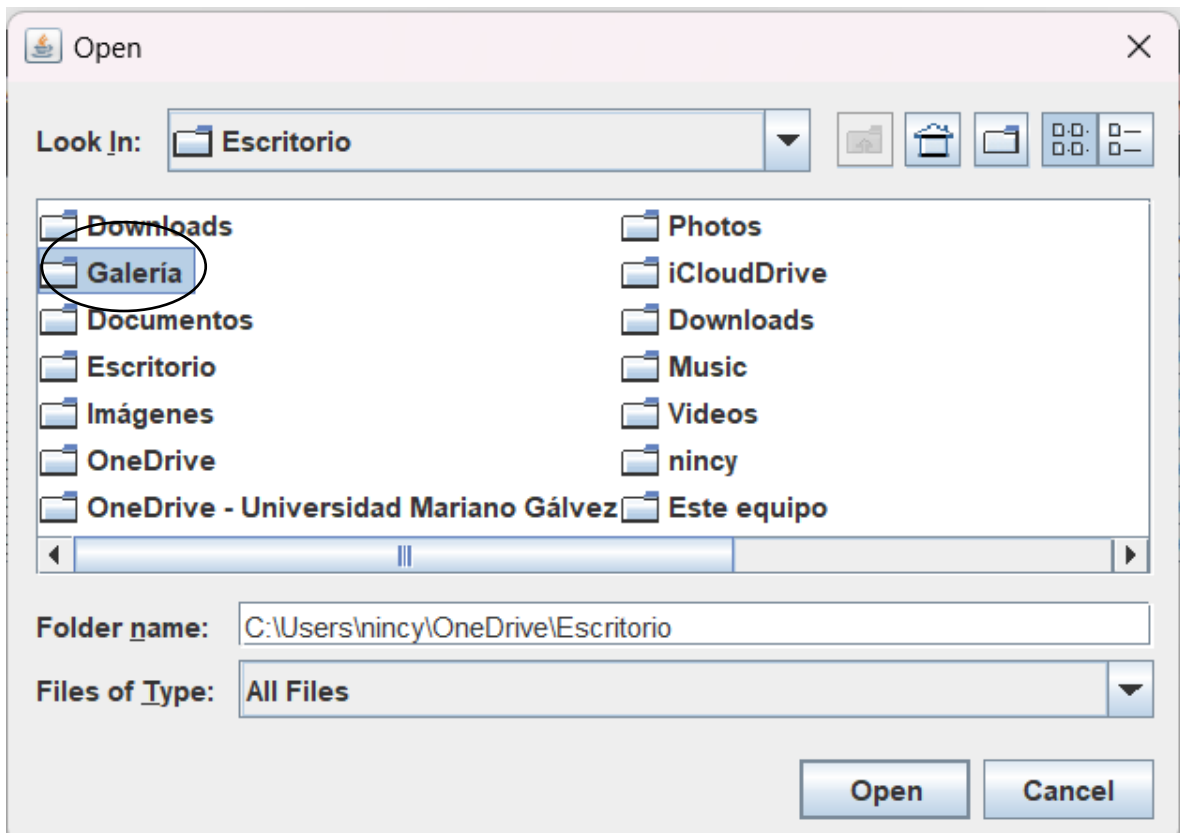 Open
Look In: Escritorio
Downloads
Galería
Documentos
Escritorio
Imágenes
OneDrive
OneDrive - Universidad Mariano Gálvez
Photos
iCloudDrive
Downloads
Music
Videos
nincy
Este equipo
Folder name: C:\Users\nincy\OneDrive\Escritorio
Files of Type: All Files
Open Cancel